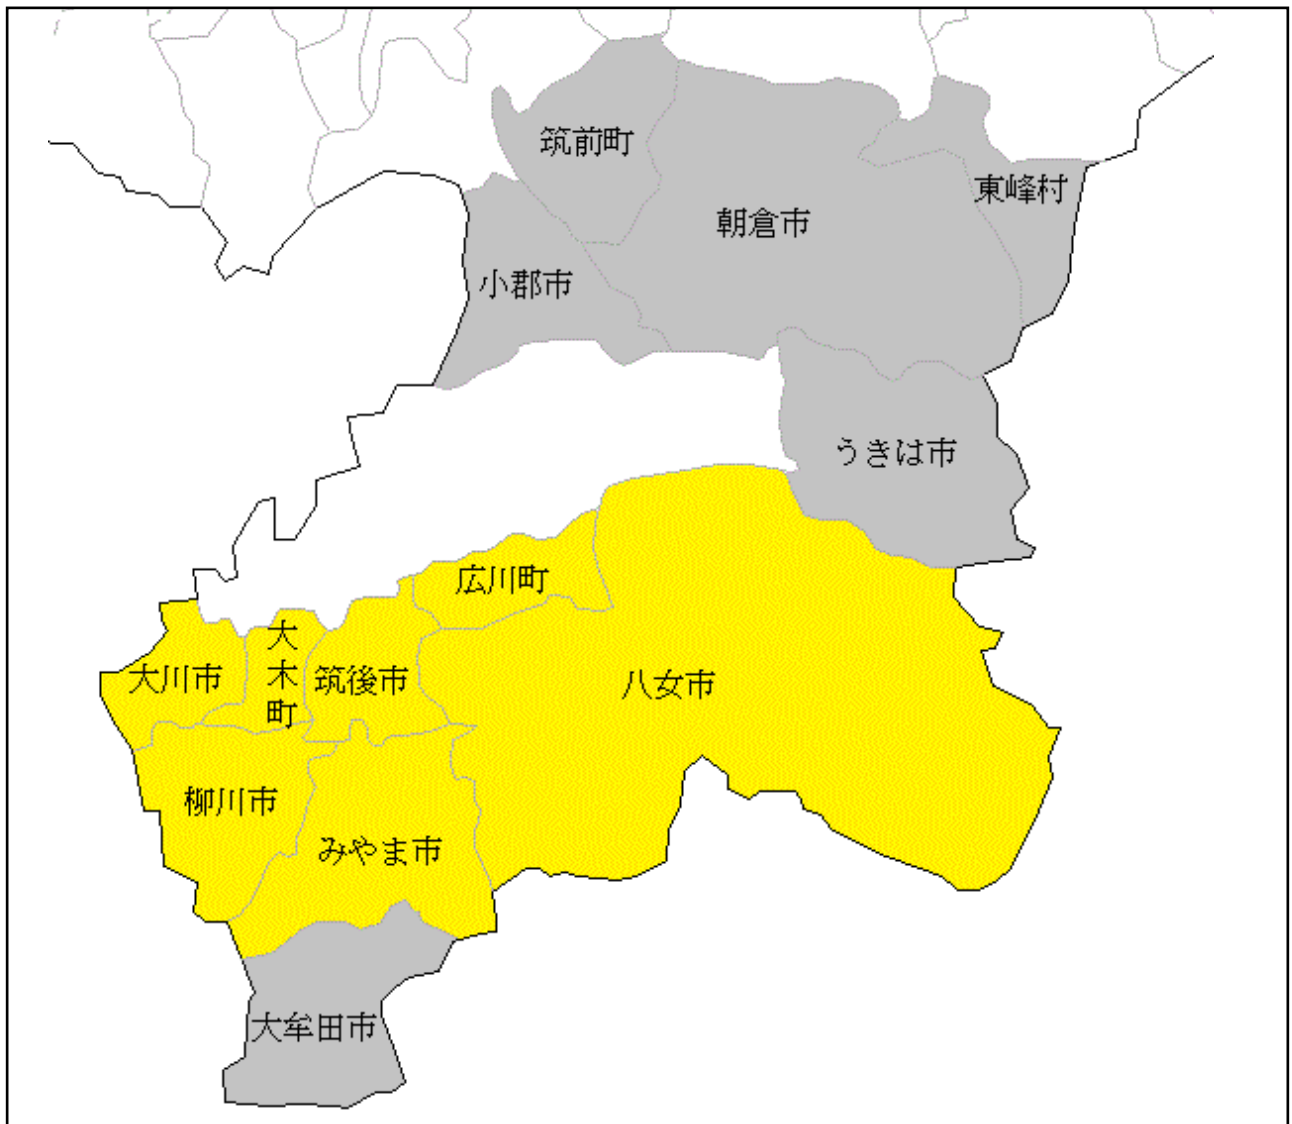 筑前町
東峰村
朝倉市
小郡市
うきは市
広川町
大木町
大川市
筑後市
八女市
柳川市
みやま市
大牟田市